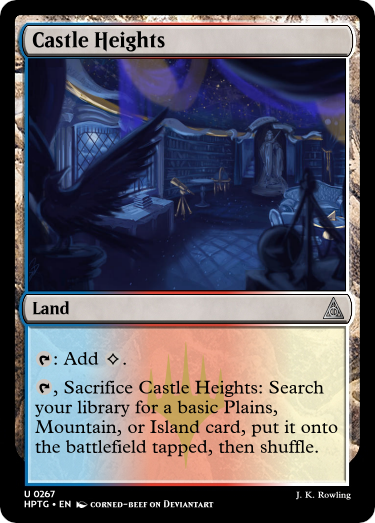 Castle Heights
Land
: Add .
, Sacrifice Castle Heights: Search
your library for a basic Plains,
Mountain, or Island card, put it onto
the battlefield tapped, then shuffle.
U 0267
J. K. Rowling
HPTG • EN corned-beef on Deviantart